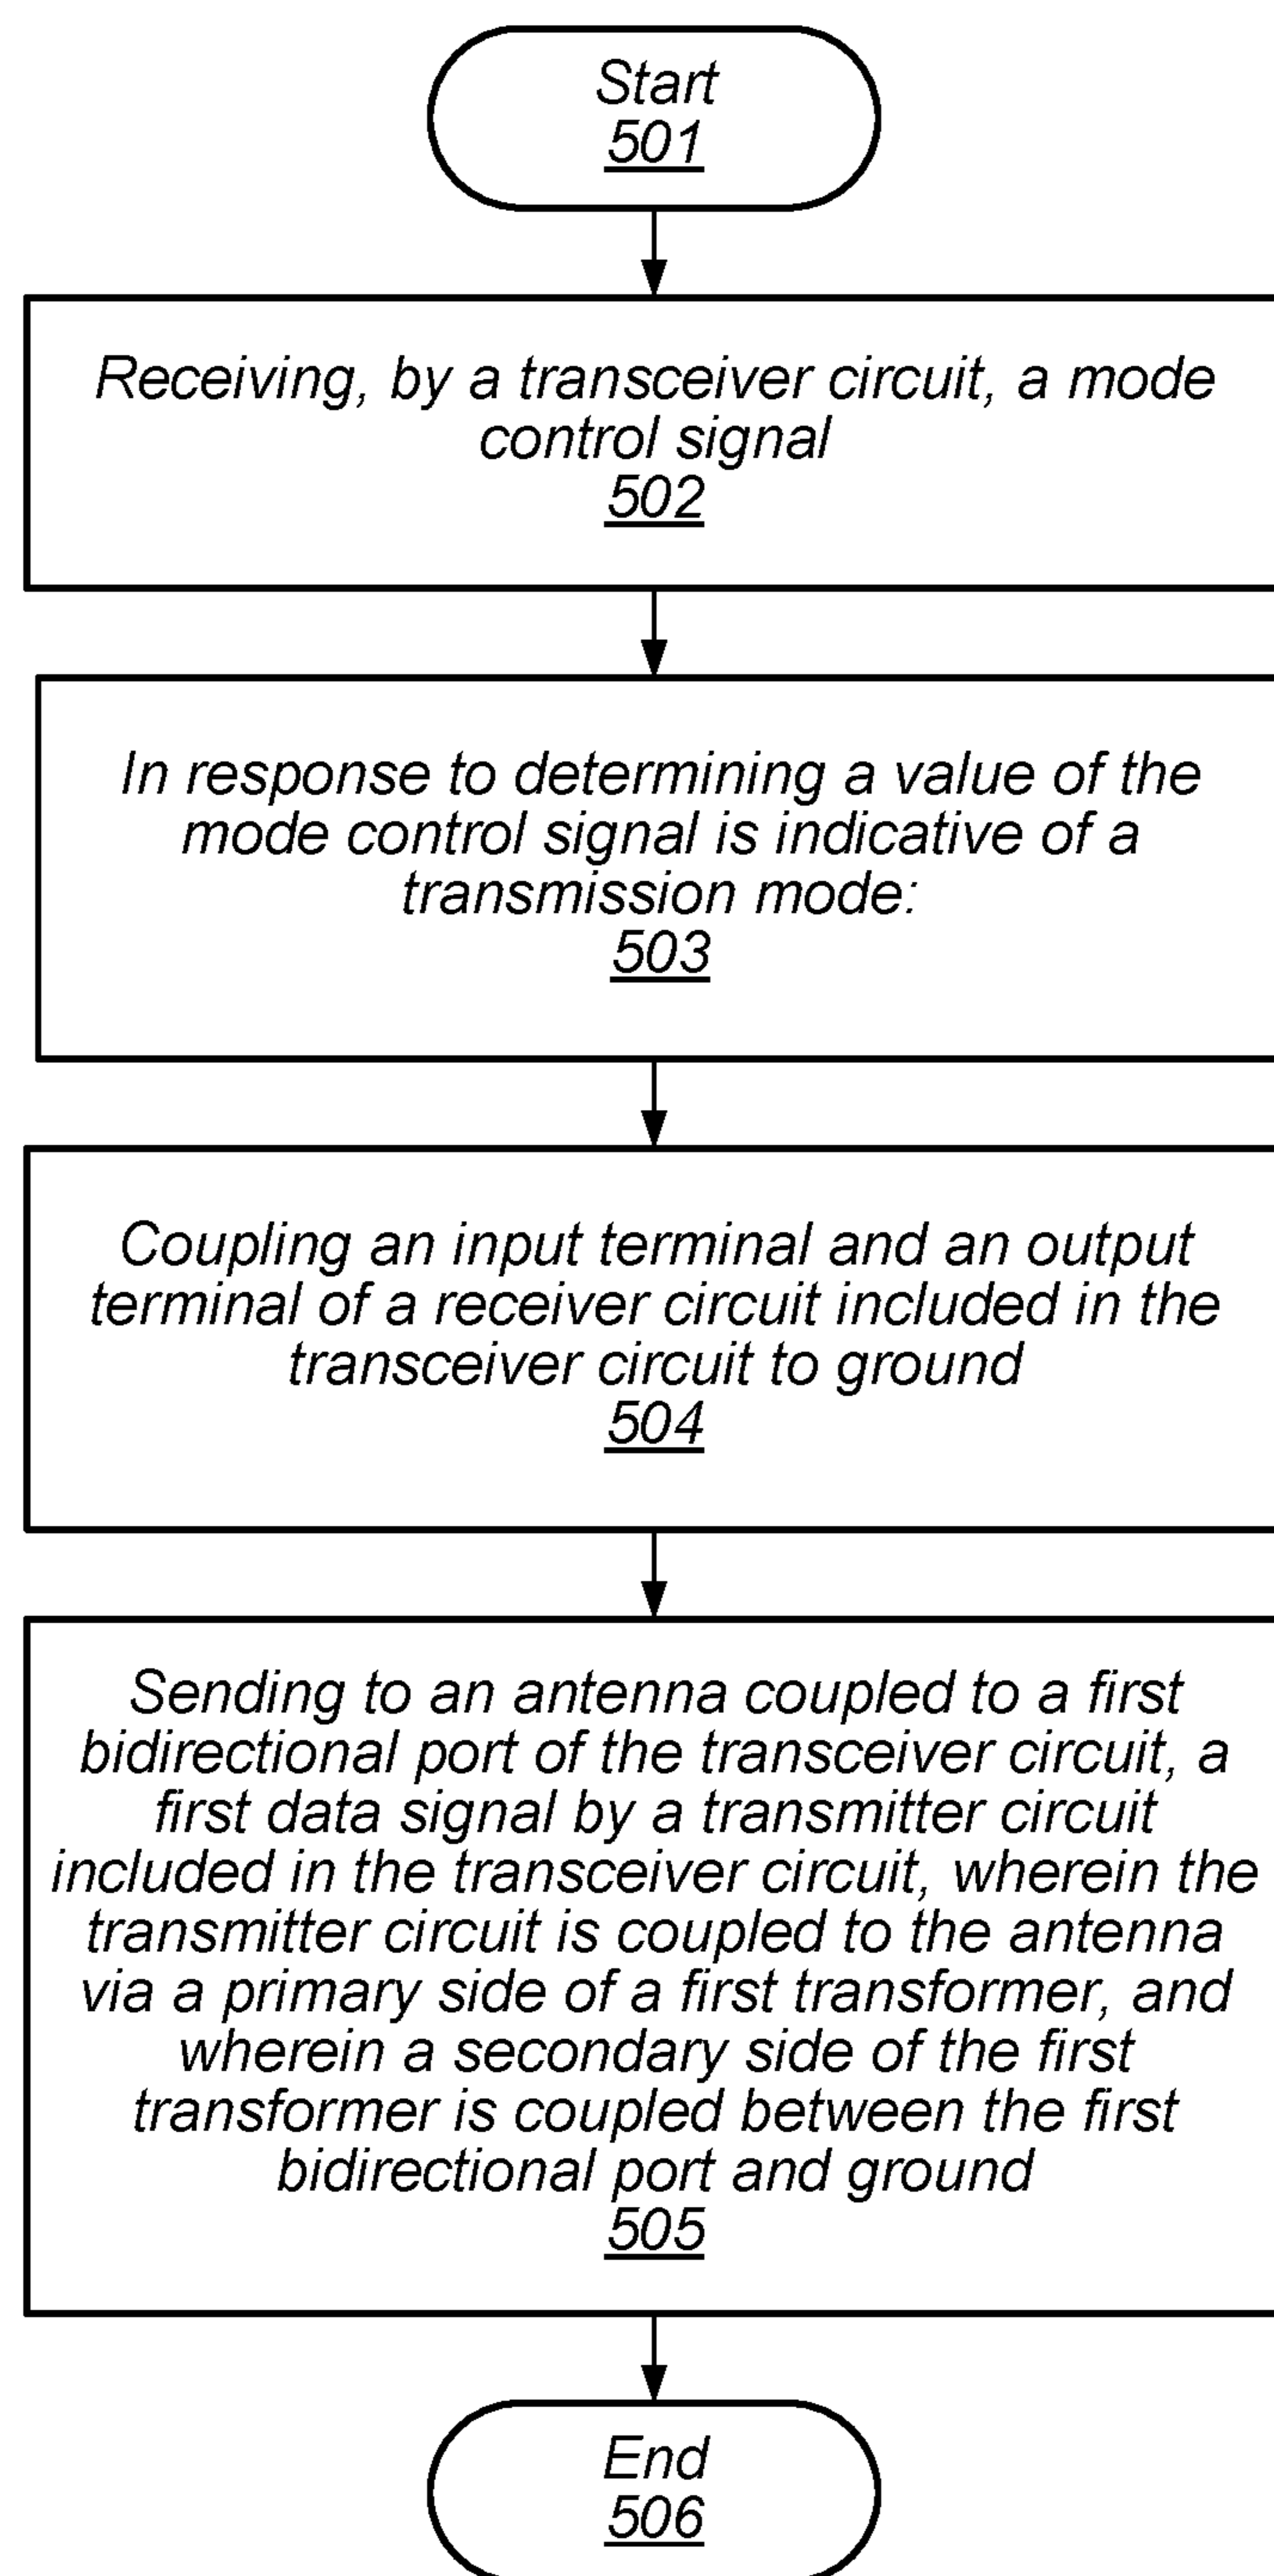 Start
501
Receiving, by a transceiver circuit, a mode
control signal
502
In response to determining a value of the
mode control signal is indicative of a
transmission mode:
503
Coupling an input terminal and an output
terminal of a receiver circuit included in the
transceiver circuit to ground
504
Sending to an antenna coupled to a first
bidirectional port of the transceiver circuit, a
first data signal by a transmitter circuit
included in the transceiver circuit, wherein the
transmitter circuit is coupled to the antenna
via a primary side of a first transformer, and
wherein a secondary side of the first
transformer is coupled between the first
bidirectional port and ground
505
End
506